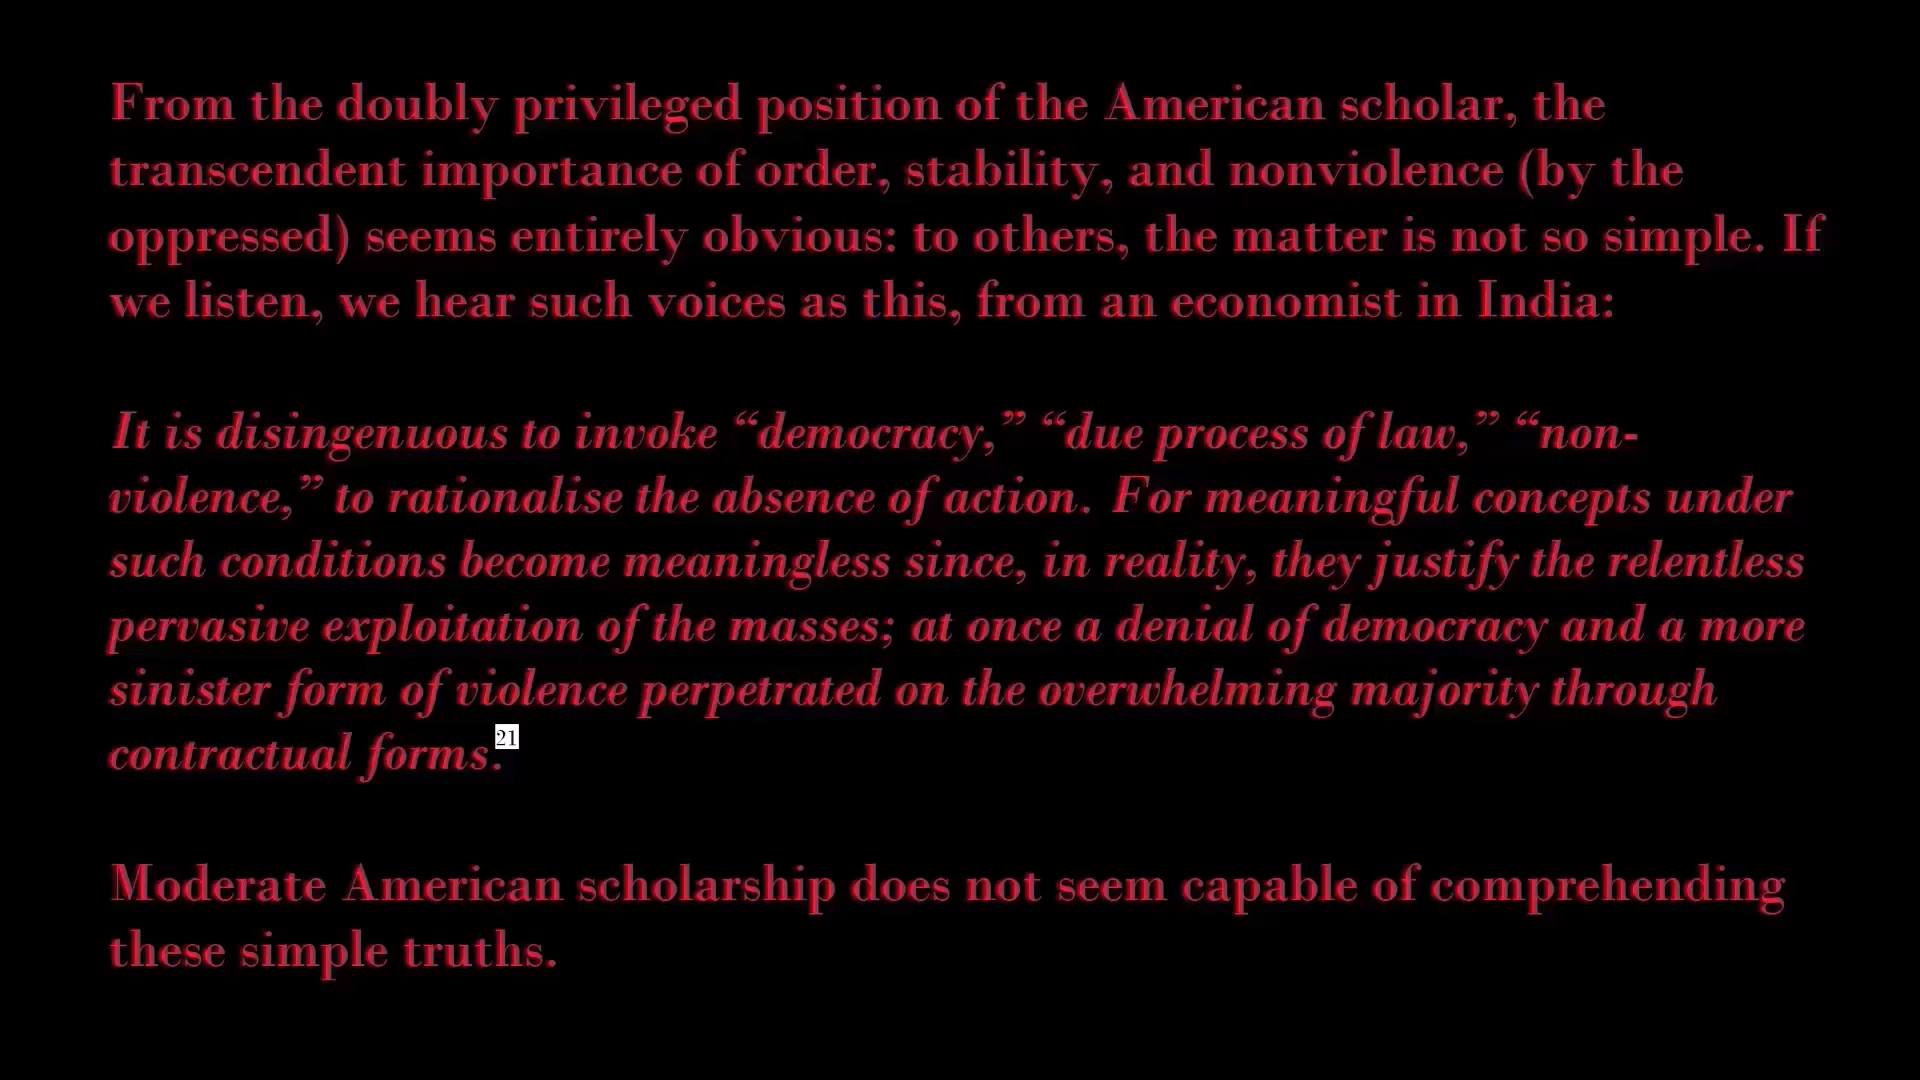 From the doubly privileged position of the American scholar, the
transcendent importance of order, stability, and nonviolence (by the
oppressed) seems entirely obvious: to others, the matter is not so simple. If
we listen, we hear such voices as this, from an economist in India:
It is disingenuous to invoke “democracy,” “due process of law,” “non-
violence,” to rationalise the absence of action. For meaningful concepts under
such conditions become meaningless since, in reality, they justify the relentless
pervasive exploitation of the masses; at once a denial of democracy and a more
sinister form of violence perpetrated on the overwhelming majority through
contractual forms.21
Moderate American scholarship does not seem capable of comprehending
these simple truths.